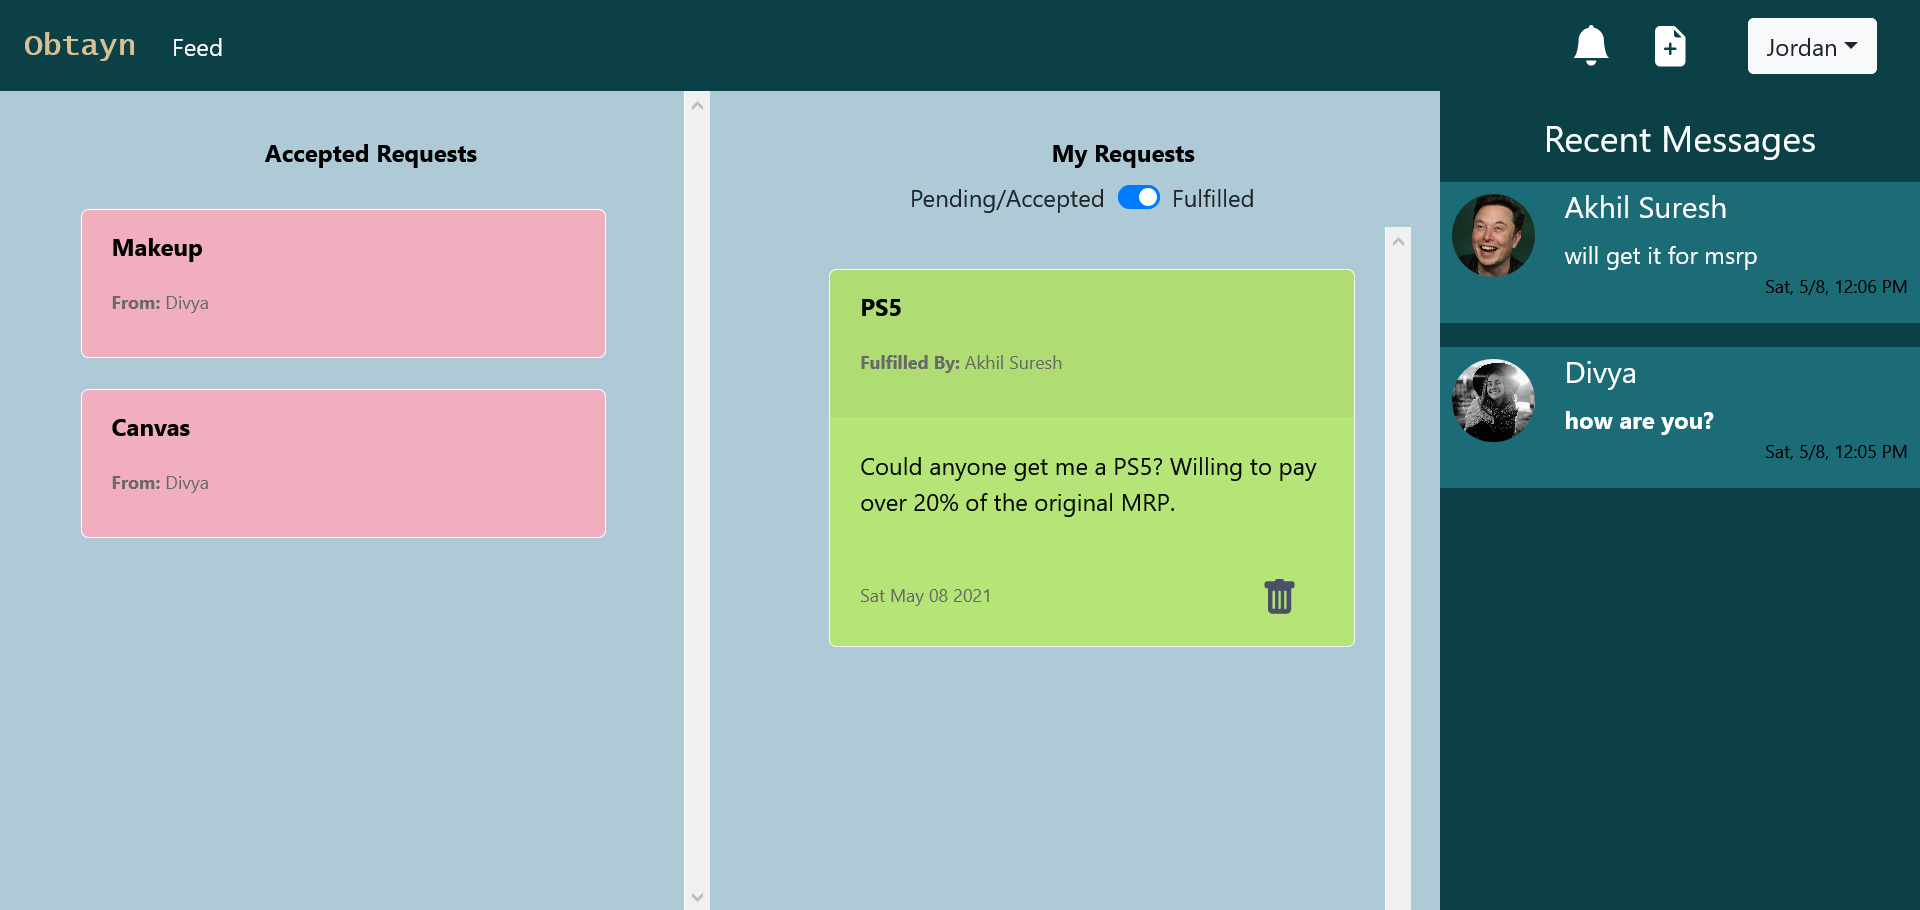 Obtayn Feed Jordan
Accepted Requests
Makeup
From: Divya
Canvas
From: Divya
My Requests
Pending/Accepted Fulfilled
PS5
Fulfilled By: Akhil Suresh
Could anyone get me a PS5? Willing to pay
over 20% of the original MRP.
Sat May 08 2021
Recent Messages
Akhil Suresh
will get it for msrp
Sat, 5/8, 12:06 PM
Divya
how are you?
Sat, 5/8, 12:05 PM